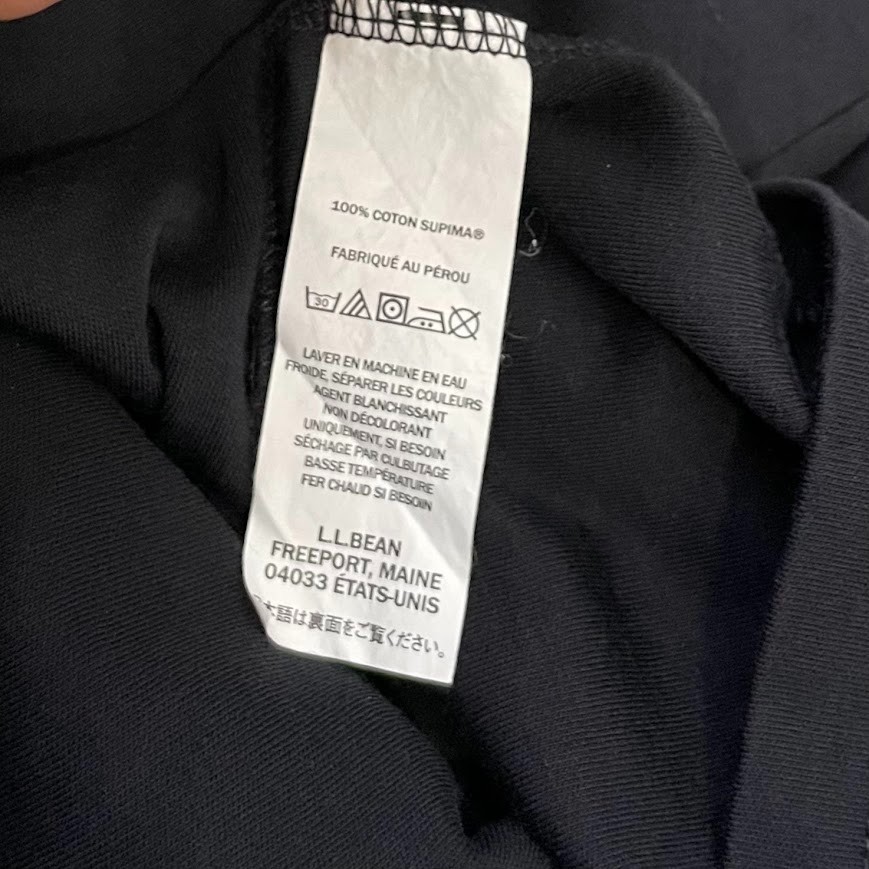 100% COTON SUPIMA®
FABRIQUÉ AU PÉROU
30
LAVER EN MACHINE EN EAU
FROIDE, SÉPARER LES COULEURS
AGENT BLANCHISSANT
NON DÉCOLORANT
UNIQUEMENT, SI BESOIN
SÉCHAGE PAR CULBUTAGE
BASSE TEMPÉRATURE
FER CHAUD SI BESOIN
L.L.BEAN
FREEPORT, MAINE
04033 ÉTATS-UNIS
本語は裏面をご覧ください。